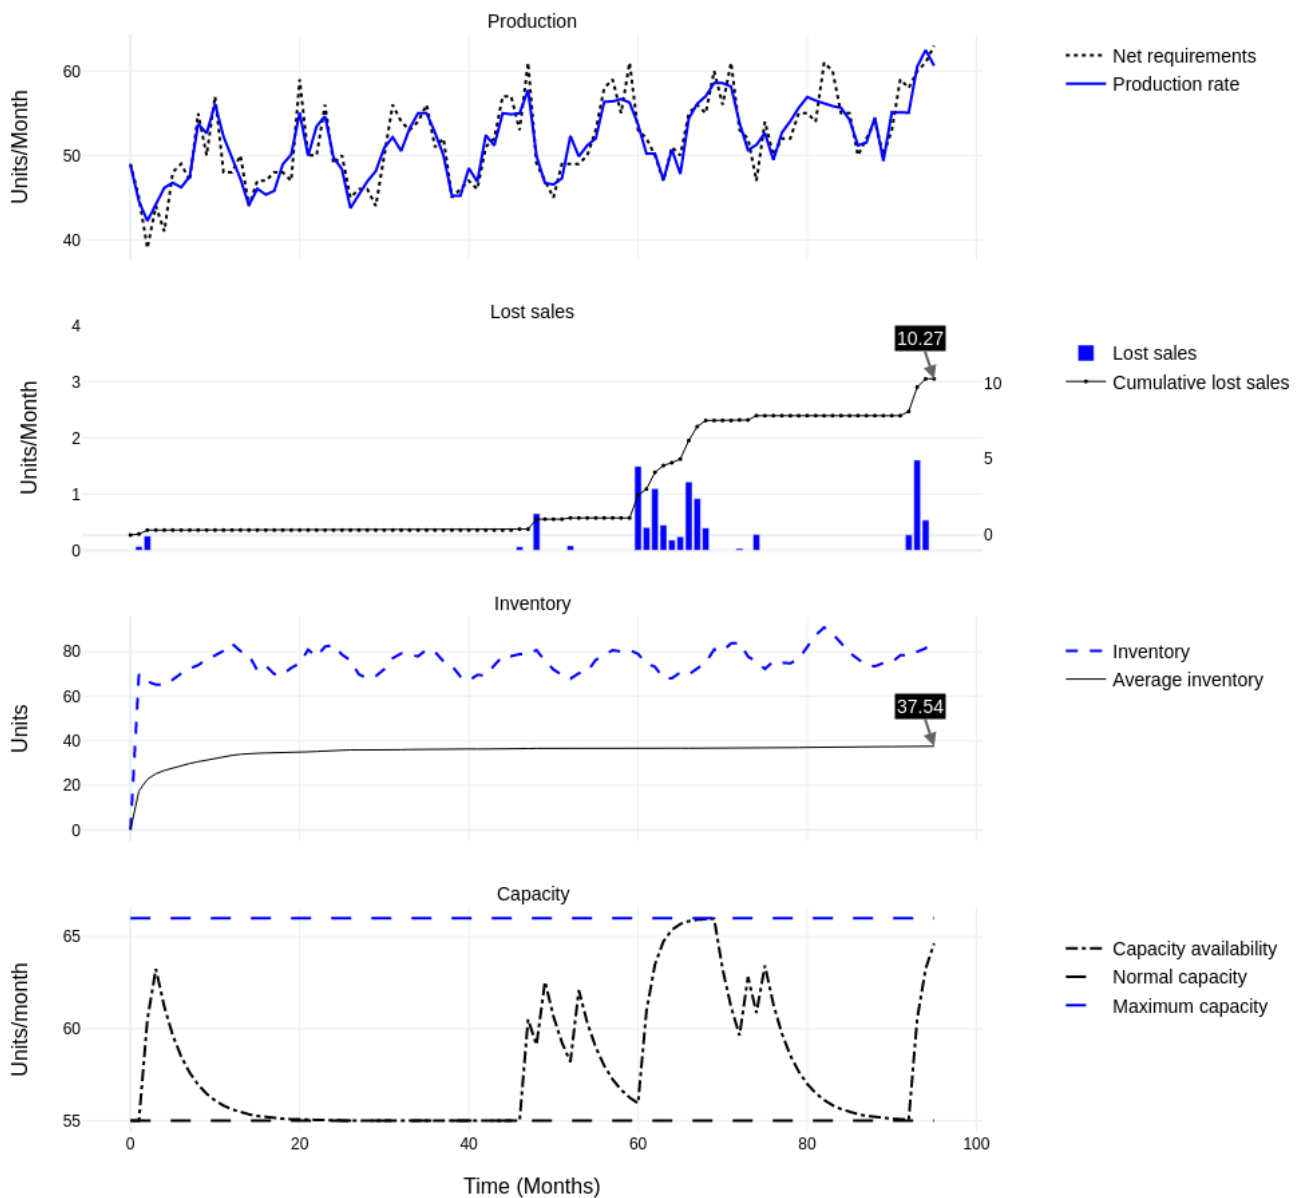 Production
60
50
40
Units/Month
Net requirements
Production rate
Lost sales
4
3
2
1
0
Units/Month
10.27
10
5
0
Lost sales
Cumulative lost sales
Inventory
80
60
40
20
0
Units
37.54
Inventory
Average inventory
Capacity
65
60
55
Units/month
Capacity availability
Normal capacity
Maximum capacity
0 20 40 60 80 100
Time (Months)